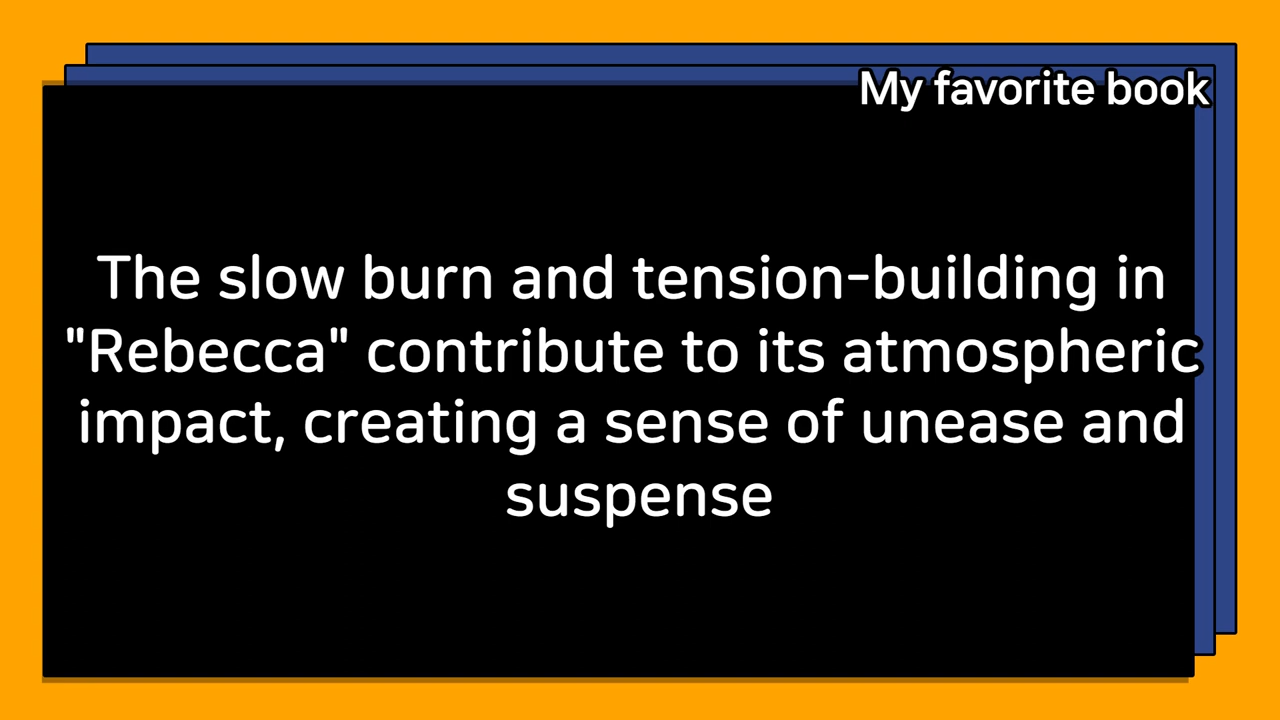 My favorite book
The slow burn and tension-building in
"Rebecca" contribute to its atmospheric
impact, creating a sense of unease and
suspense